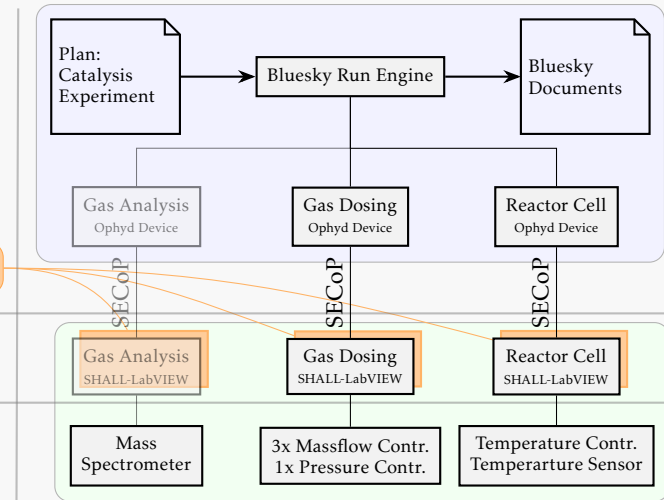 Plan:
Catalysis
Experiment
Bluesky Run Engine
Bluesky
Documents
Gas Analysis
Ophyd Device
Gas Dosing
Ophyd Device
Reactor Cell
Ophyd Device
SECoP
SECoP
SECoP
Gas Analysis
SHALL-LabVIEW
Gas Dosing
SHALL-LabVIEW
Reactor Cell
SHALL-LabVIEW
Mass
Spectrometer
3x Massflow Contr.
1x Pressure Contr.
Temperature Contr.
Temperarture Sensor